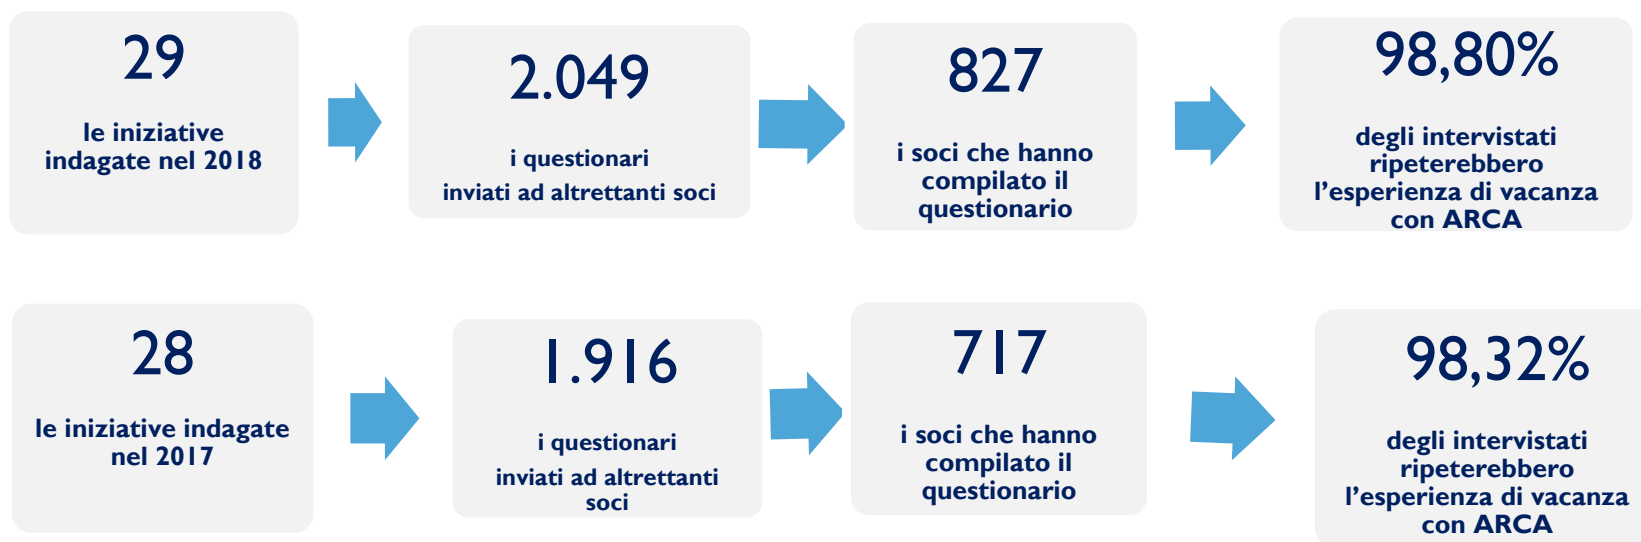 29
le iniziative
indagate nel 2018
2.049
i questionari
inviati ad altrettanti soci
827
i soci che hanno
compilato il
questionario
98,80%
degli intervistati
ripeterebbero
l’esperienza di vacanza
con ARCA
28
le iniziative indagate
nel 2017
1.916
i questionari
inviati ad altrettanti
soci
717
i soci che hanno
compilato il
questionario
98,32%
degli intervistati
ripeterebbero
l’esperienza di vacanza
con ARCA